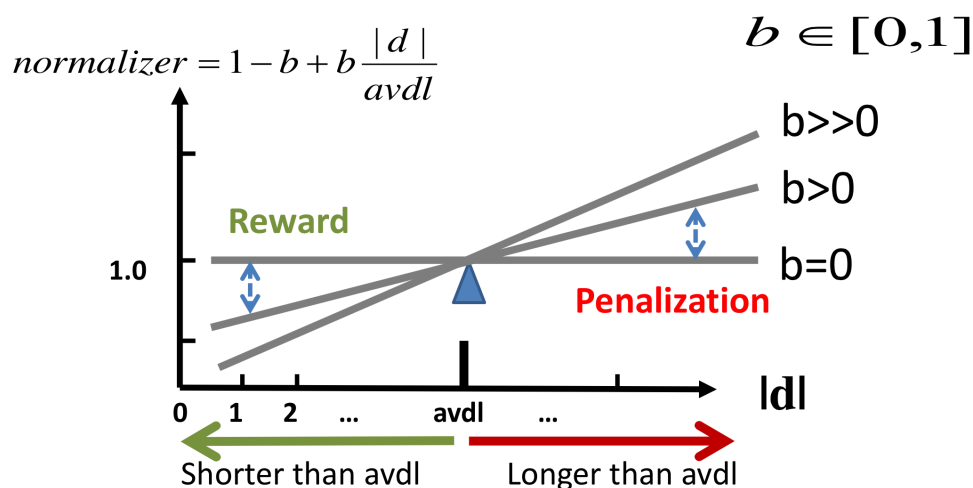 b ∈ [0,1]
normalizer = 1 − b + b |d| / avdl
b>>0
b>0
Reward
1.0
b=0
Penalization
0 1 2 ... avdl ... |d|
Shorter than avdl Longer than avdl